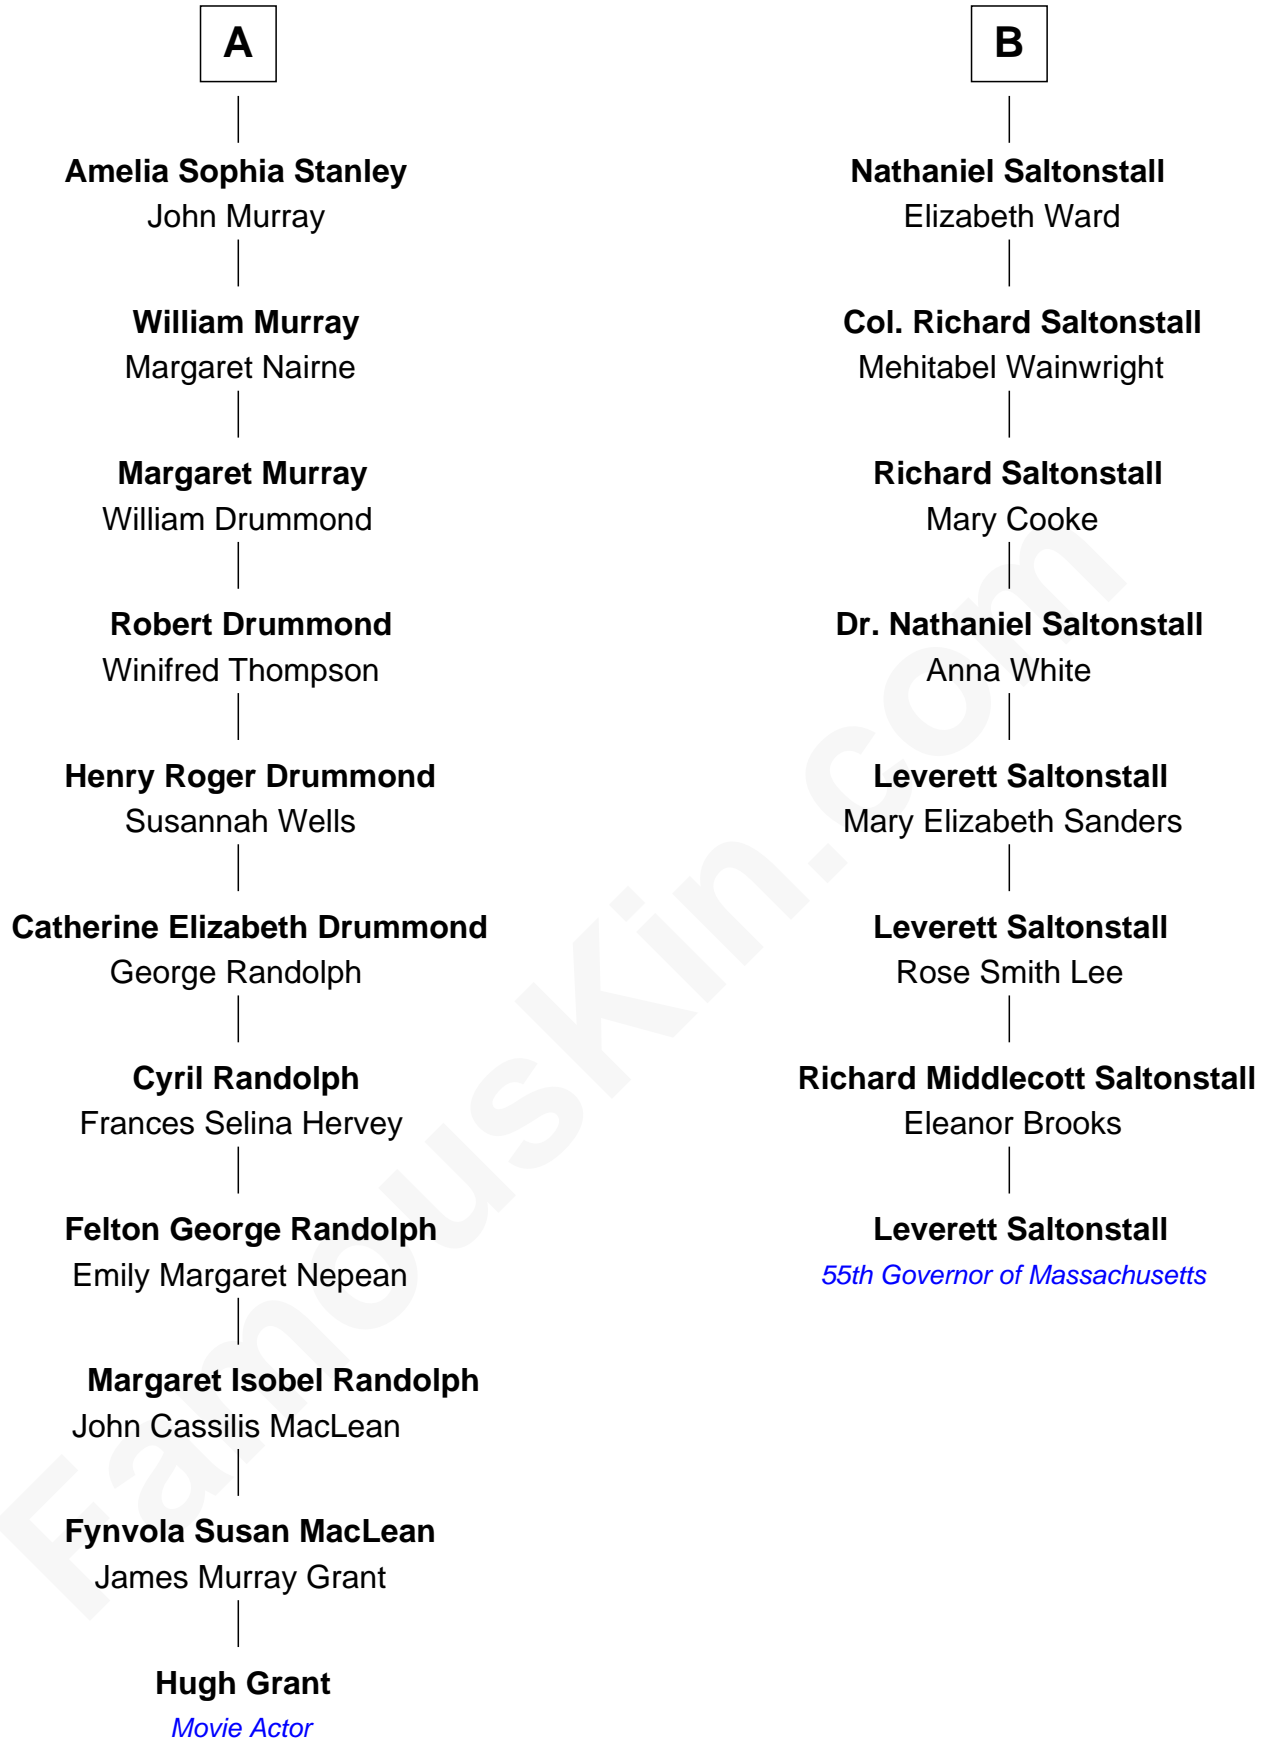 A
Amelia Sophia Stanley
John Murray
William Murray
Margaret Nairne
Margaret Murray
William Drummond
Robert Drummond
Winifred Thompson
Henry Roger Drummond
Susannah Wells
Catherine Elizabeth Drummond
George Randolph
Cyril Randolph
Frances Selina Hervey
Felton George Randolph
Emily Margaret Nepean
Margaret Isobel Randolph
John Cassilis MacLean
Fynvola Susan MacLean
James Murray Grant
Hugh Grant
Movie Actor
B
Nathaniel Saltonstall
Elizabeth Ward
Col. Richard Saltonstall
Mehitabel Wainwright
Richard Saltonstall
Mary Cooke
Dr. Nathaniel Saltonstall
Anna White
Leverett Saltonstall
Mary Elizabeth Sanders
Leverett Saltonstall
Rose Smith Lee
Richard Middlecott Saltonstall
Eleanor Brooks
Leverett Saltonstall
55th Governor of Massachusetts
FamousKin.com